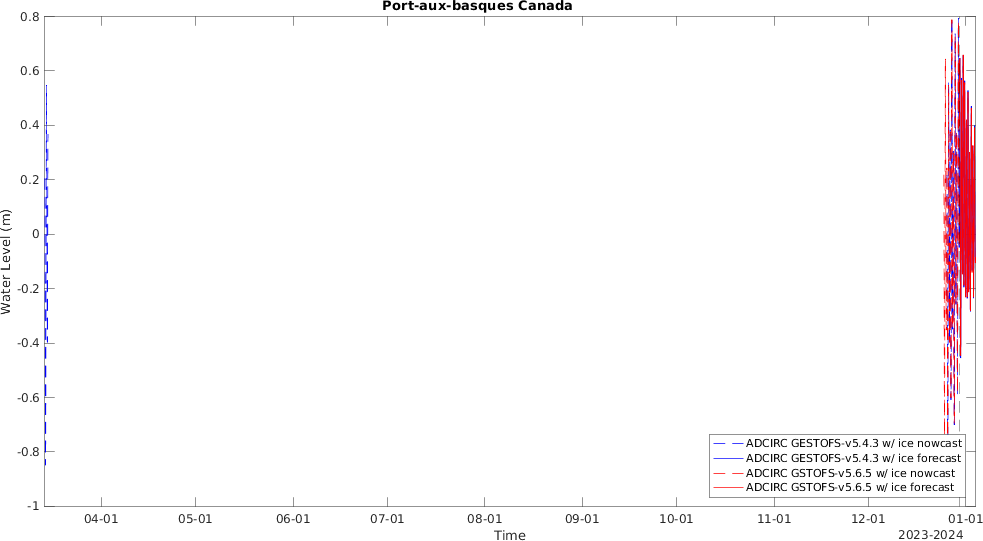 Port-aux-basques Canada
0.8
0.6
0.4
0.2
0
-0.2
-0.4
-0.6
-0.8
-1
Water Level (m)
ADCIRC GESTOFS-v5.4.3 w/ ice nowcast
ADCIRC GESTOFS-v5.4.3 w/ ice forecast
ADCIRC GSTOFS-v5.6.5 w/ ice nowcast
ADCIRC GSTOFS-v5.6.5 w/ ice forecast
04-01 05-01 06-01 07-01 08-01 09-01 10-01 11-01 12-01 01-01
Time
2023-2024